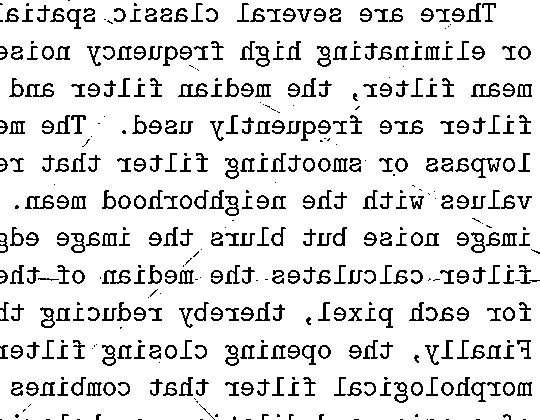 There are several classic spatial
or eliminating high frequency noise
mean filter, the median filter and
filter are frequently used. The me
lowpass or smoothing filter that re
values with the neighborhood mean.
image noise but blurs the image edg
filter calculates the median of the
for each pixel, thereby reducing th
Finally, the opening closing filter
morphological filter that combines